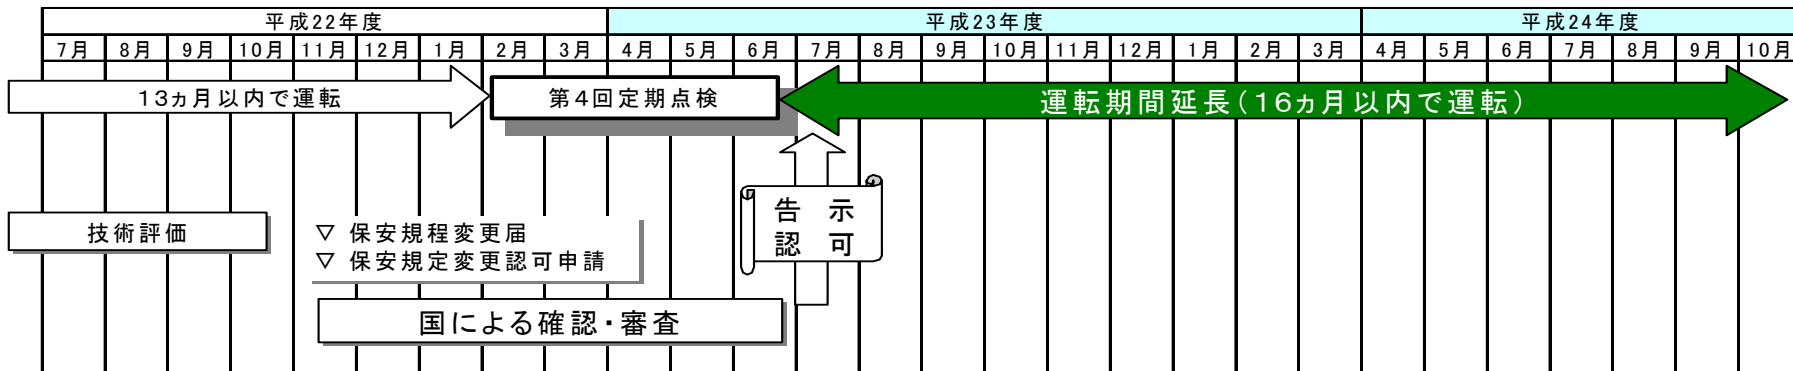 平成22年度 平成23年度 平成24年度
7月 8月 9月 10月 11月 12月 1月 2月 3月 4月 5月 6月 7月 8月 9月 10月 11月 12月 1月 2月 3月 4月 5月 6月 7月 8月 9月 10月
13ヵ月以内で運転 第4回定期点検 運転期間延長(16ヵ月以内で運転)
告 示
認 可
技術評価
▽ 保安規程変更届
▽ 保安規定変更認可申請
国による確認・審査